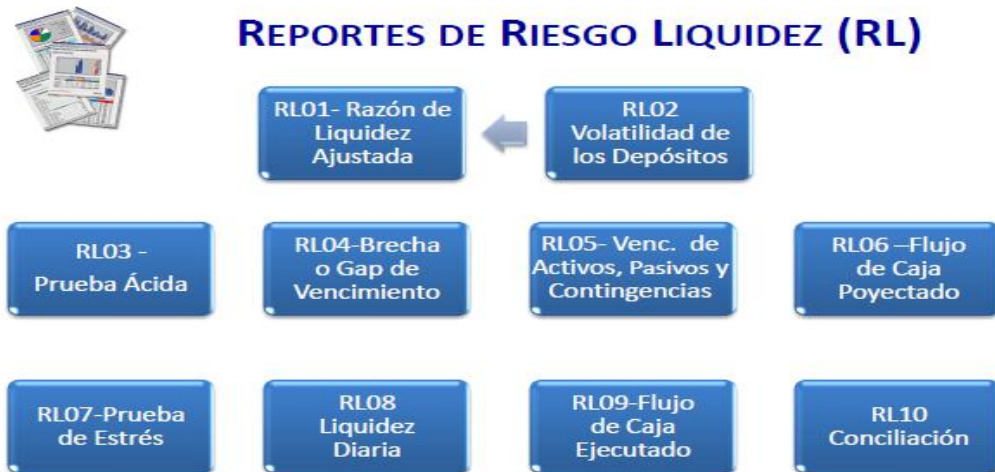 REPORTES DE RIESGO LIQUIDEZ (RL)
RL01- Razón de
Liquidez
Ajustada
RL02
Volatilidad de
los Depósitos
RL03 -
Prueba Ácida
RL04-Brecha
o Gap de
Vencimiento
RL05- Venc. de
Activos, Pasivos y
Contingencias
RL06 –Flujo
de Caja
Poyectado
RL07-Prueba
de Estrés
RL08
Liquidez
Diaria
RL09-Flujo
de Caja
Ejecutado
RL10
Conciliación